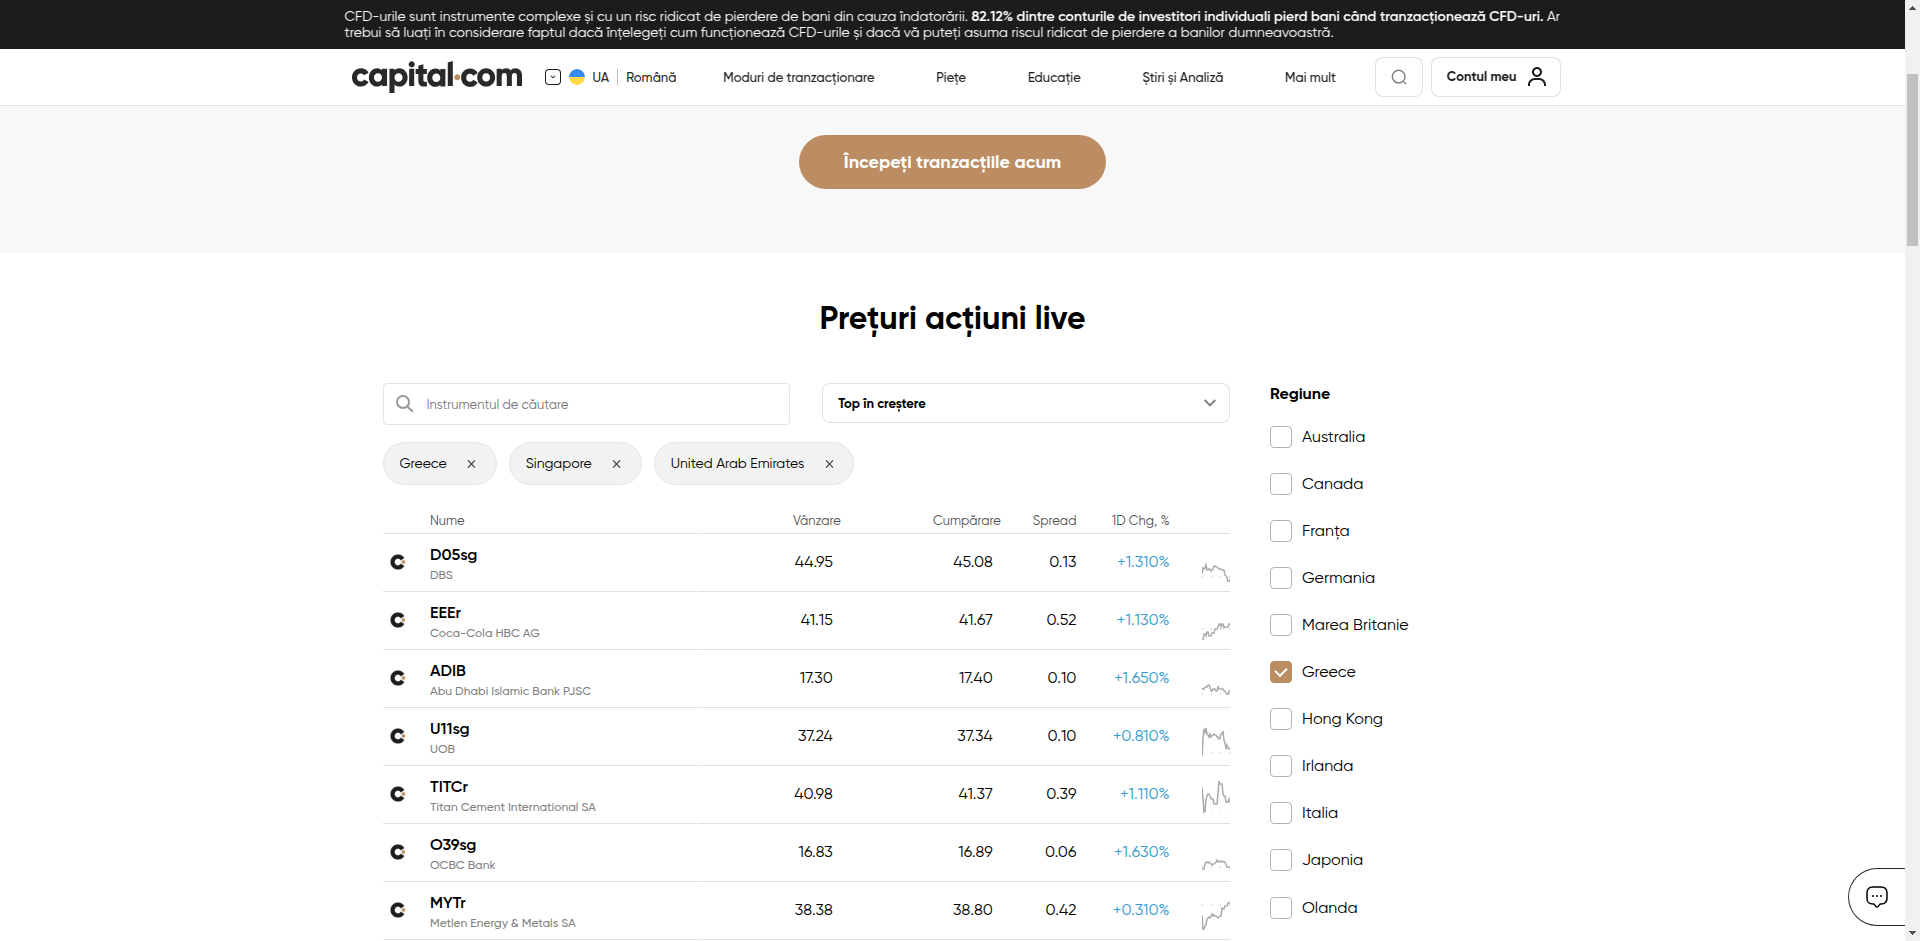 CFD-urile sunt instrumente complexe și cu un risc ridicat de pierdere de bani din cauza îndatorării. 82.12% dintre conturile de investitori individuali pierd bani când tranzacționează CFD-uri. Ar
trebui să luați în considerare faptul dacă înțelegeți cum funcționează CFD-urile și dacă vă puteți asuma riscul ridicat de pierdere a banilor dumneavoastră.
capital.com UA Română Moduri de tranzacționare Piețe Educație Știri și Analiză Mai mult Contul meu
Începeți tranzacțiile acum
Prețuri acțiuni live
Instrumentul de căutare Top în creștere
Greece Singapore United Arab Emirates
Nume Vânzare Cumpărare Spread 1D Chg, %
D05sg 44.95 45.08 0.13 +1.310%
DBS
EEEr 41.15 41.67 0.52 +1.130%
Coca-Cola HBC AG
ADIB 17.30 17.40 0.10 +1.650%
Abu Dhabi Islamic Bank PJSC
U11sg 37.24 37.34 0.10 +0.810%
UOB
TITCr 40.98 41.37 0.39 +1.110%
Titan Cement International SA
O39sg 16.83 16.89 0.06 +1.630%
OCBC Bank
MYTr 38.38 38.80 0.42 +0.310%
Metlen Energy & Metals SA
Regiune
Australia
Canada
Franța
Germania
Marea Britanie
Greece
Hong Kong
Irlanda
Italia
Japonia
Olanda